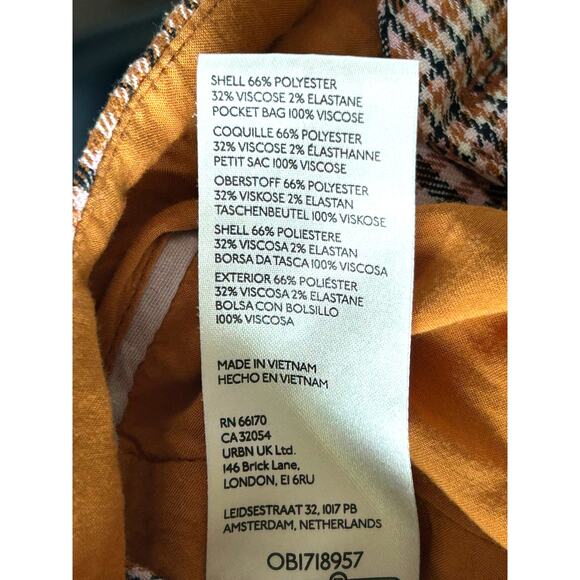 SHELL 66% POLYESTER
32% VISCOSE 2% ELASTANE
POCKET BAG 100% VISCOSE
COQUILLE 66% POLYESTER
32% VISCOSE 2% ÉLASTHANNE
PETIT SAC 100% VISCOSE
OBERSTOFF 66% POLYESTER
32% VISKOSE 2% ELASTAN
TASCHENBEUTEL 100% VISKOSE
SHELL 66% POLIESTERE
32% VISCOSA 2% ELASTAN
BORSA DA TASCA 100% VISCOSA
EXTERIOR 66% POLIÉSTER
32% VISCOSA 2% ELASTANE
BOLSA CON BOLSILLO
100% VISCOSA
MADE IN VIETNAM
HECHO EN VIETNAM
RN 66170
CA 32054
URBN UK Ltd.
146 Brick Lane,
LONDON, E1 6RU
LEIDSESTRAAT 32, 1017 PB
AMSTERDAM, NETHERLANDS
OB1718957